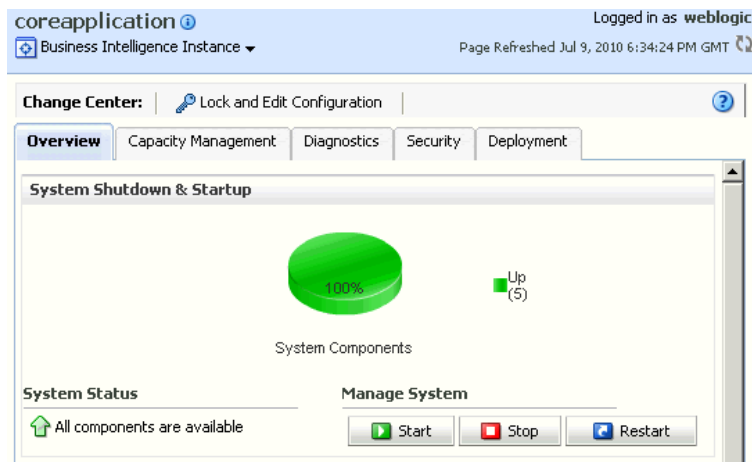 coreapplication
Logged in as weblogic
Business Intelligence Instance
Page Refreshed Jul 9, 2010 6:34:24 PM GMT
Change Center:
Lock and Edit Configuration
Overview
Capacity Management
Diagnostics
Security
Deployment
System Shutdown & Startup
100%
Up
(5)
System Components
System Status
Manage System
All components are available
Start
Stop
Restart